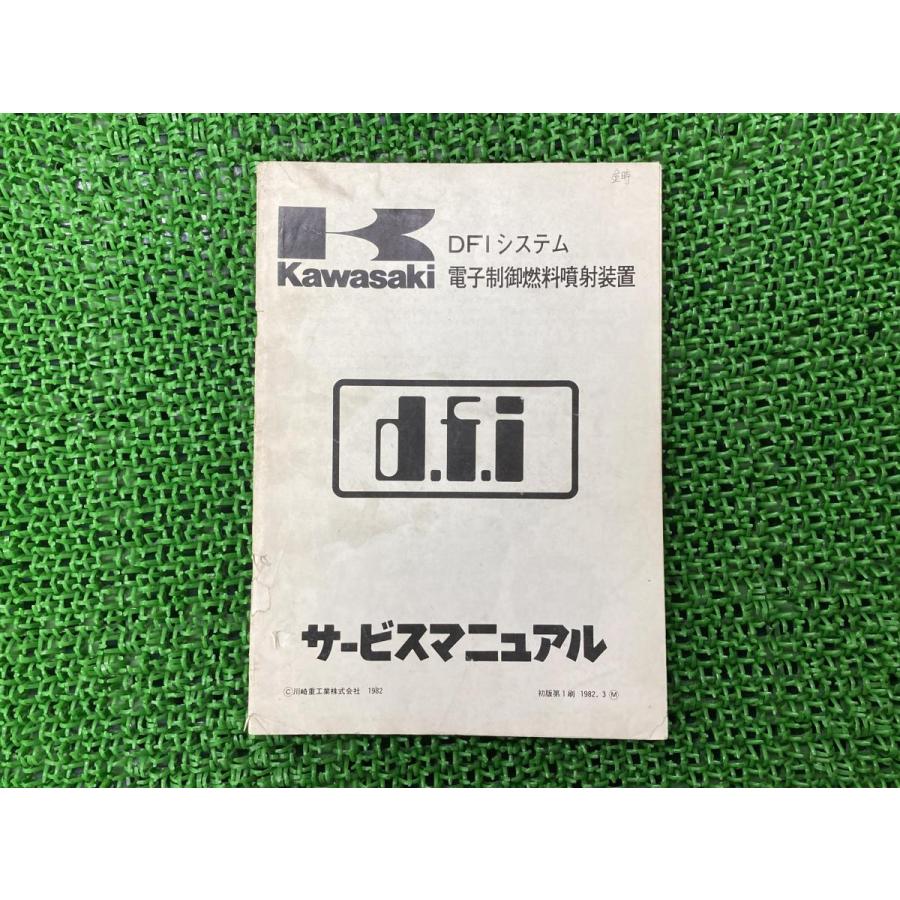 Kawasaki
DFIシステム
電子制御燃料噴射装置
d.f.i
サービスマニュアル
Ⓒ川崎重工業株式会社 1982
初版第1刷 1982. 3 Ⓜ